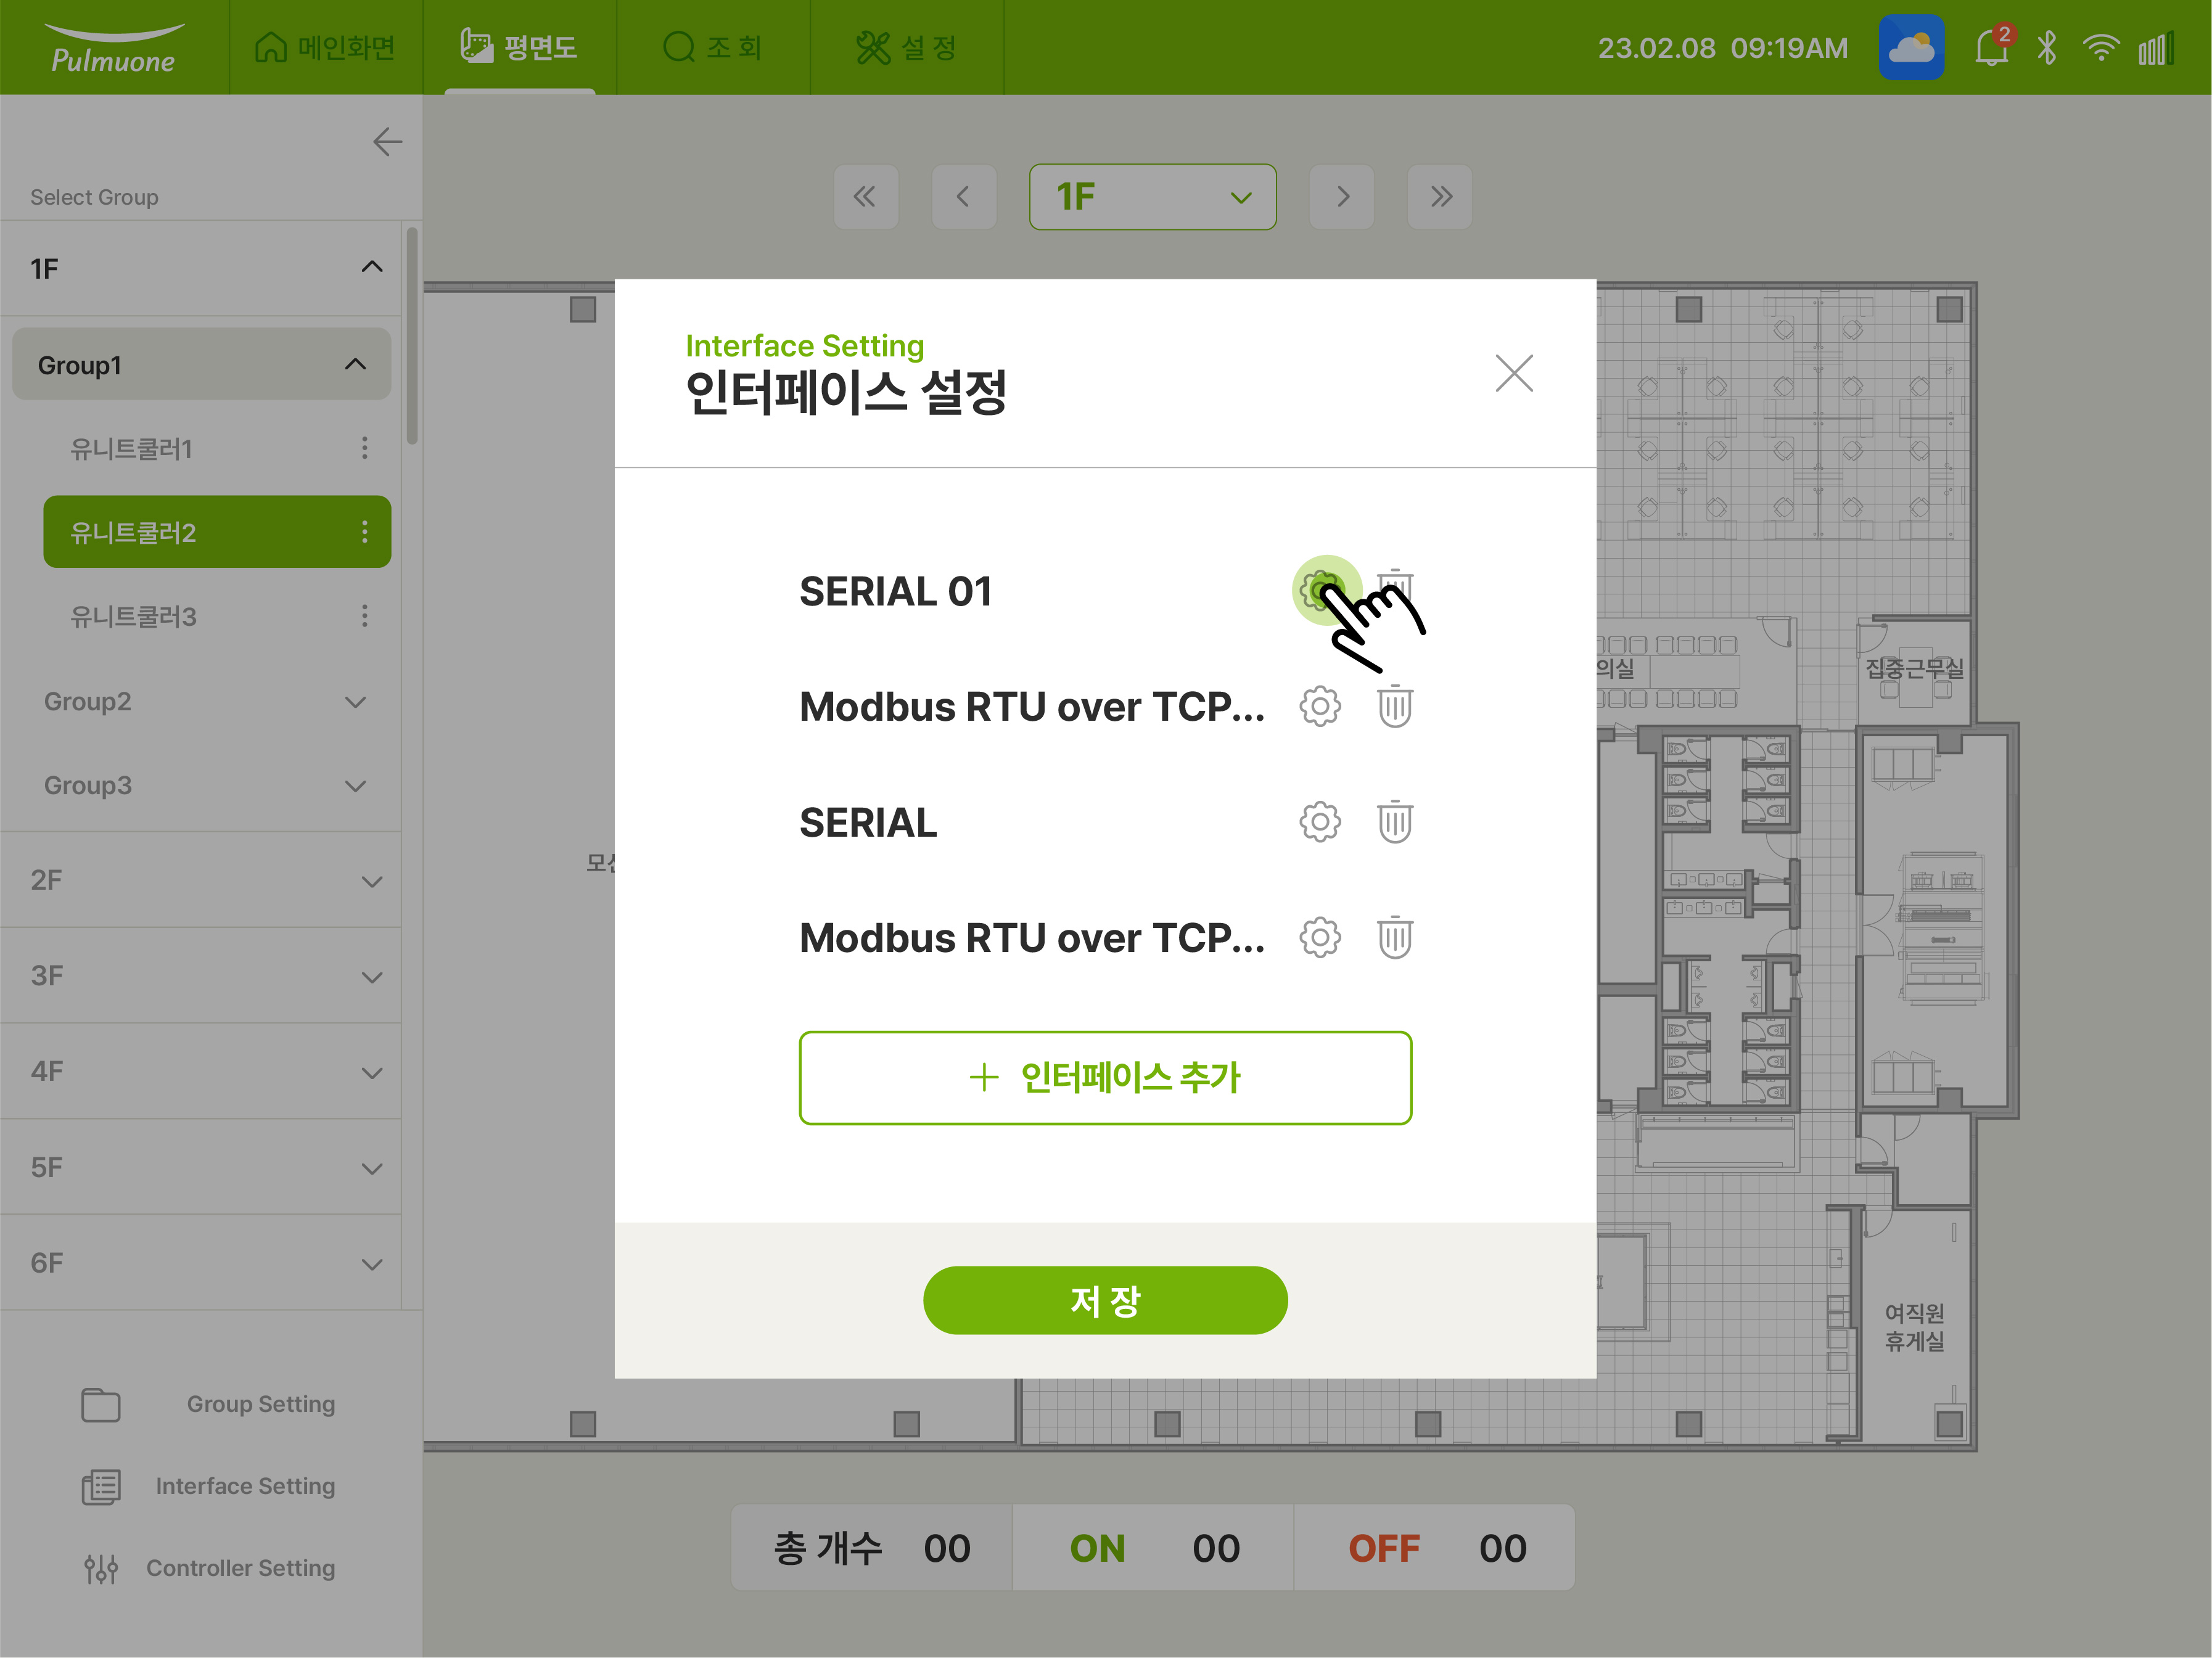 Pulmuone
메인화면
평면도
조 회
설 정
23.02.08 09:19AM
2
Select Group
1F
Group1
유니트쿨러1
유니트쿨러2
유니트쿨러3
Group2
Group3
2F
3F
4F
5F
6F
Group Setting
Interface Setting
Controller Setting
1F
Interface Setting
인터페이스 설정
SERIAL 01
Modbus RTU over TCP...
SERIAL
Modbus RTU over TCP...
인터페이스 추가
저 장
의실
집중근무실
여직원
휴게실
총 개수 00
ON 00
OFF 00